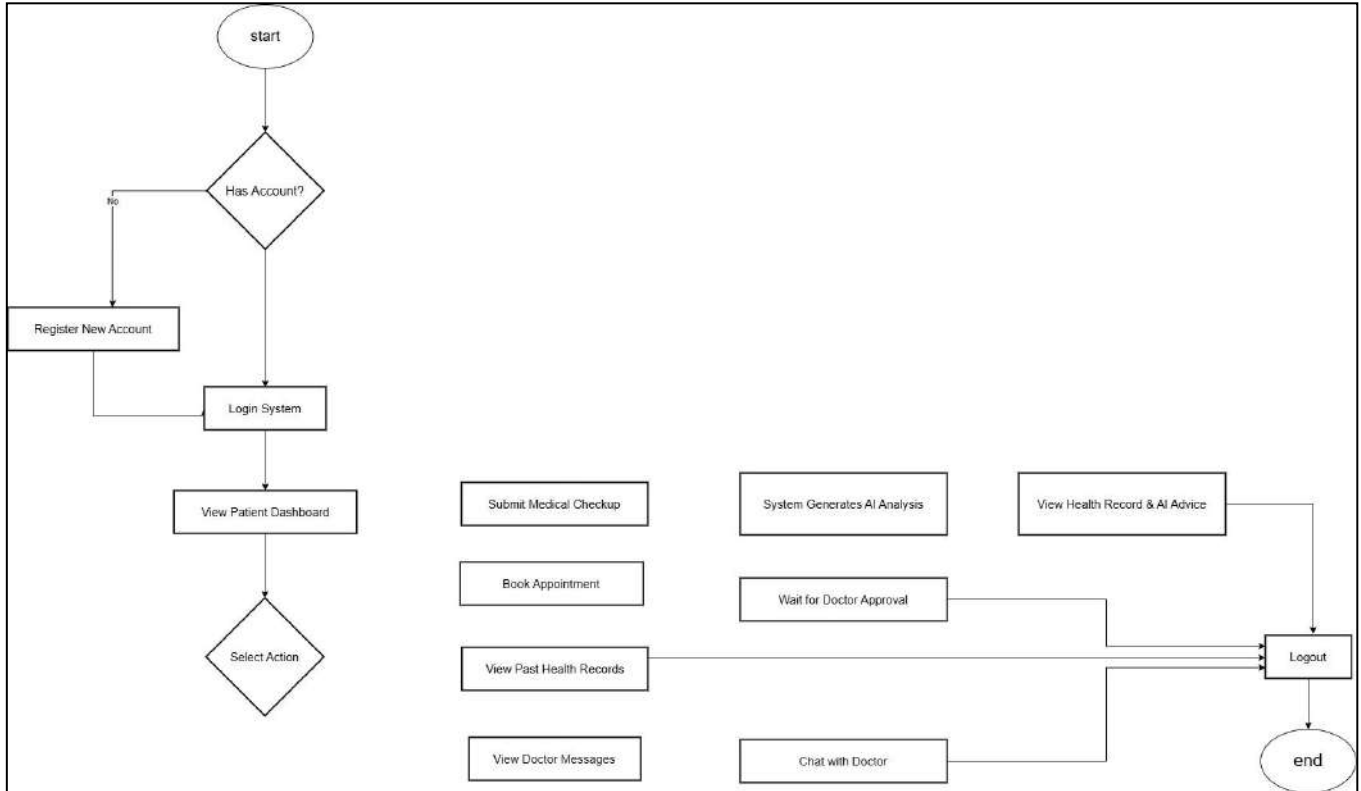 start
Has Account?
No
Register New Account
Login System
View Patient Dashboard
Submit Medical Checkup
System Generates AI Analysis
View Health Record & AI Advice
Book Appointment
Wait for Doctor Approval
Select Action
View Past Health Records
Logout
View Doctor Messages
Chat with Doctor
end